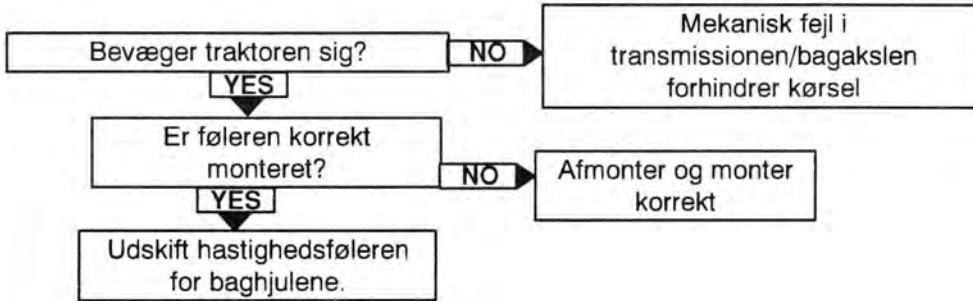 Bevæger traktoren sig?
NO
Mekanisk fejl i
transmissionen/bagakslen
forhindrer kørsel
YES
Er føleren korrekt
monteret?
NO
Afmonter og monter
korrekt
YES
Udskift hastighedsføleren
for baghjulene.